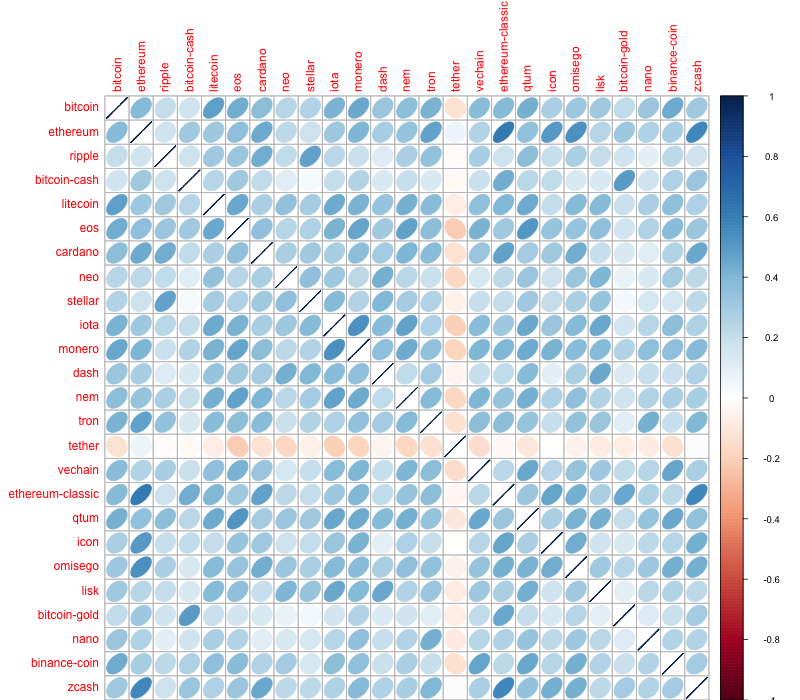 bitcoin
ethereum
ripple
bitcoin-cash
litecoin
eos
cardano
neo
stellar
iota
monero
dash
nem
tron
tether
vechain
ethereum-classic
qtum
icon
omisego
lisk
bitcoin-gold
nano
binance-coin
zcash
bitcoin
ethereum
ripple
bitcoin-cash
litecoin
eos
cardano
neo
stellar
iota
monero
dash
nem
tron
tether
vechain
ethereum-classic
qtum
icon
omisego
lisk
bitcoin-gold
nano
binance-coin
zcash
1
0.8
0.6
0.4
0.2
0
-0.2
-0.4
-0.6
-0.8